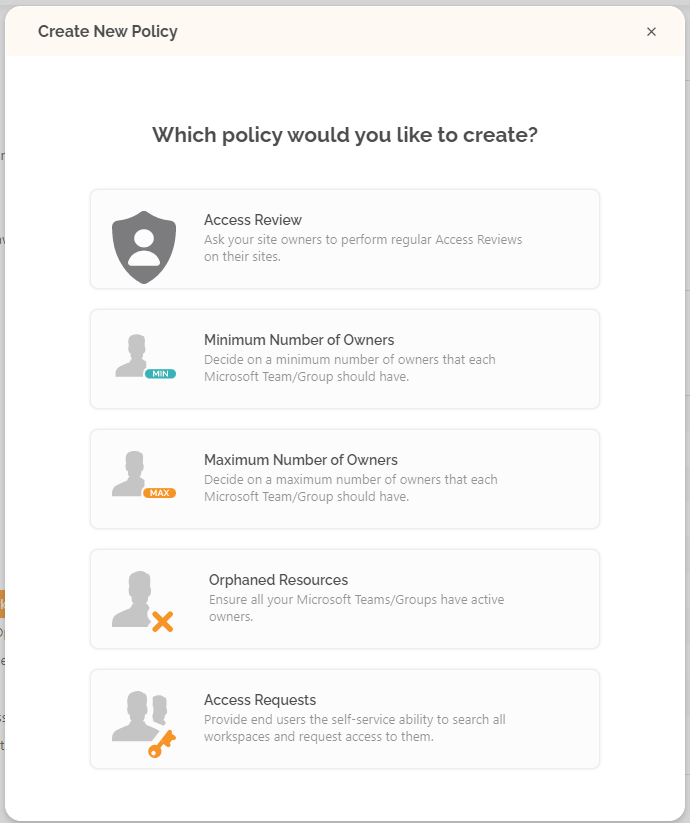 Create New Policy
Which policy would you like to create?
Access Review
Ask your site owners to perform regular Access Reviews
on their sites.
Minimum Number of Owners
Decide on a minimum number of owners that each
Microsoft Team/Group should have.
MIN
Maximum Number of Owners
Decide on a maximum number of owners that each
Microsoft Team/Group should have.
MAX
Orphaned Resources
Ensure all your Microsoft Teams/Groups have active
owners.
Access Requests
Provide end users the self-service ability to search all
workspaces and request access to them.